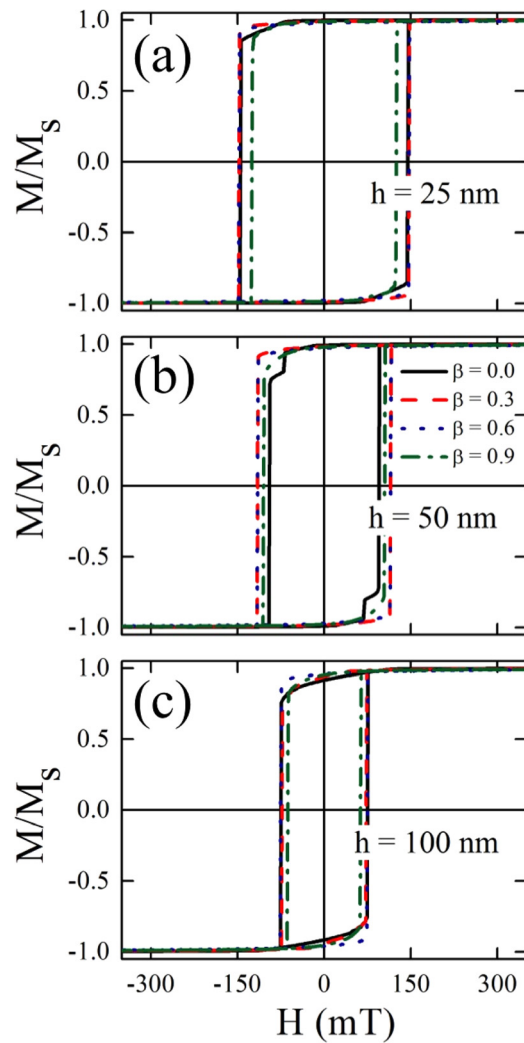 (a)
1.0
0.5
0.0
-0.5
-1.0
M/M_S
h = 25 nm
(b)
1.0
0.5
0.0
-0.5
-1.0
M/M_S
β = 0.0
β = 0.3
β = 0.6
β = 0.9
h = 50 nm
(c)
1.0
0.5
0.0
-0.5
-1.0
M/M_S
h = 100 nm
-300 -150 0 150 300
H (mT)